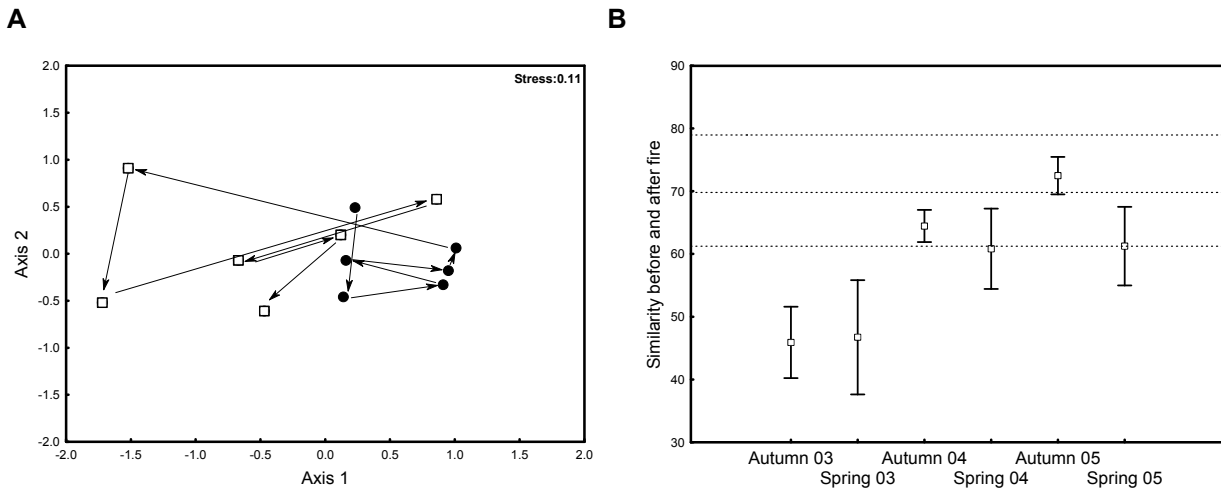 A
Stress:0.11
2.0
1.5
1.0
0.5
0.0
-0.5
-1.0
-1.5
-2.0
-2.0 -1.5 -1.0 -0.5 0.0 0.5 1.0 1.5 2.0
Axis 2
Axis 1
B
90
80
70
60
50
40
30
Similarity before and after fire
Autumn 03 Autumn 04 Autumn 05
Spring 03 Spring 04 Spring 05